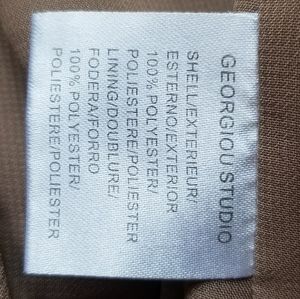 GEORGIOU STUDIO
SHELL/EXTERIEUR/
ESTERNO/EXTERIOR
100% POLYESTER/
POLIESTERE/POLIESTER
LINING/DOUBLURE/
FODERA/FORRO
100% POLYESTER/
POLIESTERE/POLIESTER